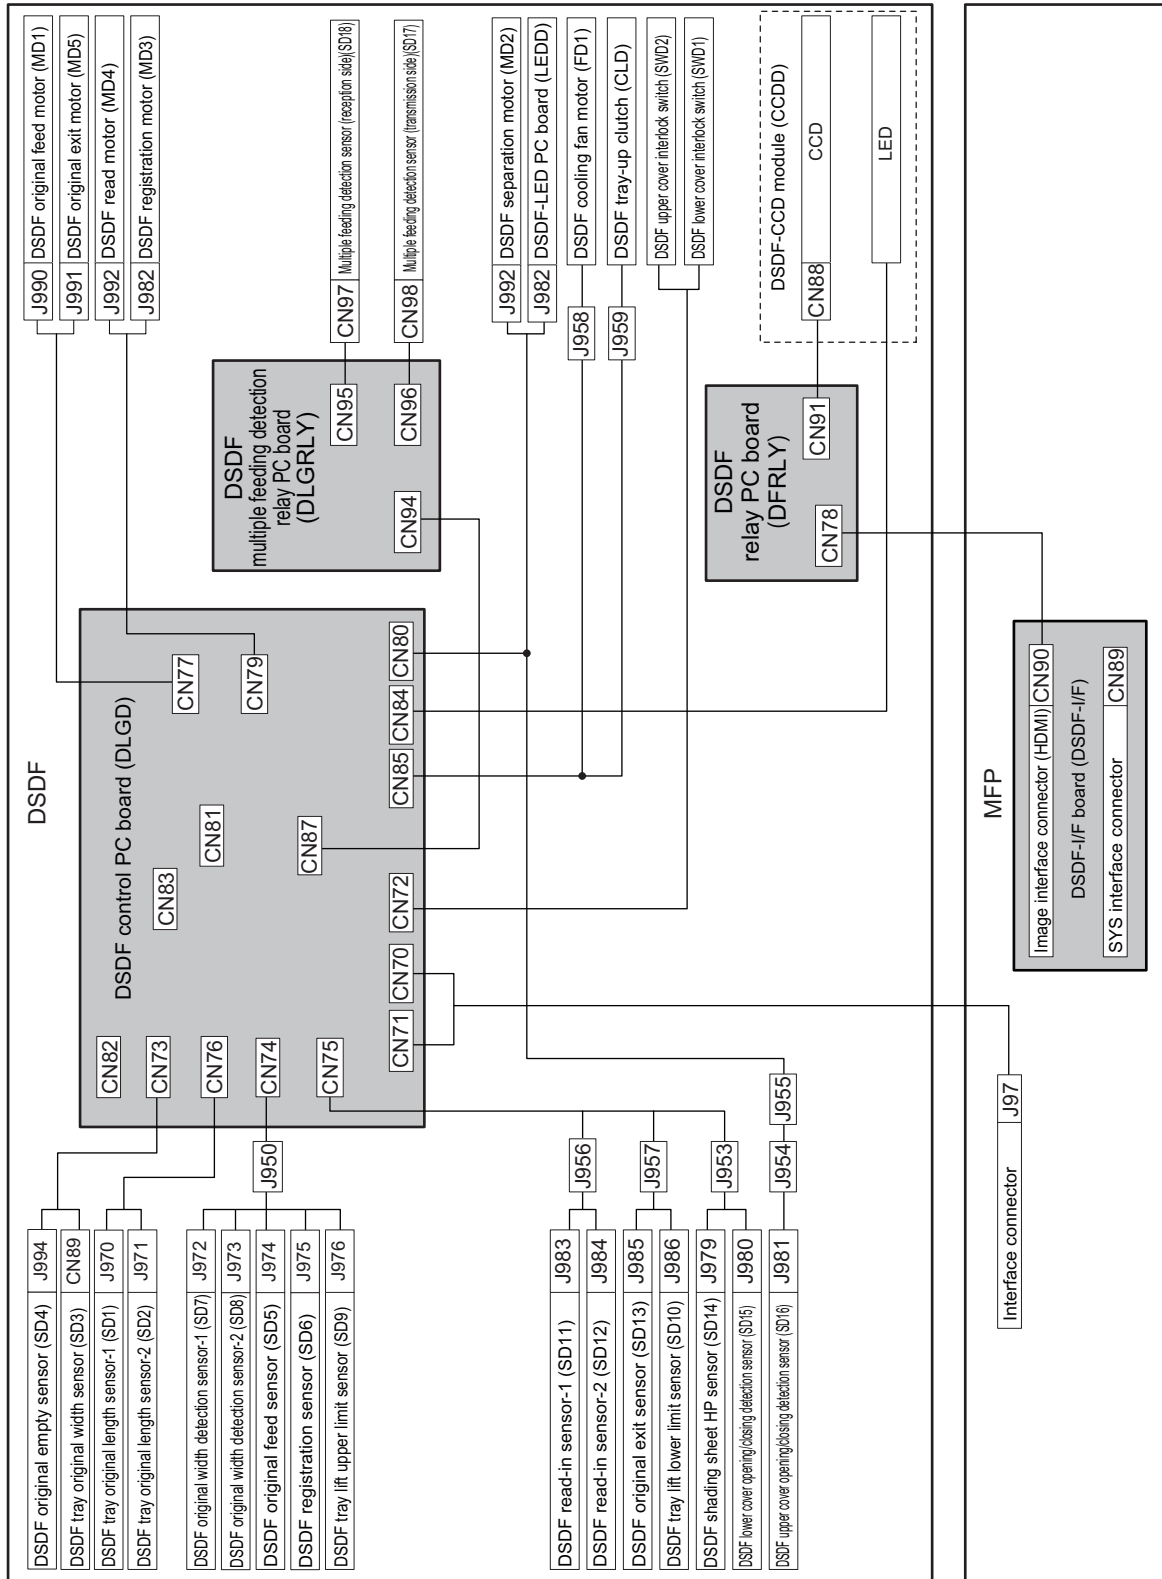 DSDF
DSDF original empty sensor (SD4)
J994
DSDF tray original width sensor (SD3)
CN89
DSDF tray original length sensor-1 (SD1)
J970
DSDF tray original length sensor-2 (SD2)
J971
DSDF original width detection sensor-1 (SD7)
J972
DSDF original width detection sensor-2 (SD8)
J973
DSDF original feed sensor (SD5)
J974
DSDF registration sensor (SD6)
J975
DSDF tray lift upper limit sensor (SD9)
J976
J950
DSDF read-in sensor-1 (SD11)
J983
DSDF read-in sensor-2 (SD12)
J984
DSDF original exit sensor (SD13)
J985
DSDF tray lift lower limit sensor (SD10)
J986
DSDF shading sheet HP sensor (SD14)
J979
DSDF lower cover opening/closing detection sensor (SD15)
J980
DSDF upper cover opening/closing detection sensor (SD16)
J981
J956
J957
J953
J954
J955
DSDF control PC board (DLGD)
CN82
CN73
CN76
CN74
CN75
CN83
CN81
CN87
CN77
CN79
CN71
CN70
CN72
CN85
CN84
CN80
DSDF
multiple feeding detection
relay PC board
(DLGRLY)
CN94
CN95
CN96
CN97
Multiple feeding detection sensor (reception side)(SD18)
CN98
Multiple feeding detection sensor (transmission side)(SD17)
J990
DSDF original feed motor (MD1)
J991
DSDF original exit motor (MD5)
J992
DSDF read motor (MD4)
J982
DSDF registration motor (MD3)
J992
DSDF separation motor (MD2)
J982
DSDF-LED PC board (LEDD)
J958
DSDF cooling fan motor (FD1)
J959
DSDF tray-up clutch (CLD)
DSDF upper cover interlock switch (SWD2)
DSDF lower cover interlock switch (SWD1)
DSDF
relay PC board
(DFRLY)
CN78
CN91
DSDF-CCD module (CCDD)
CN88
CCD
LED
MFP
Interface connector
J97
Image interface connector (HDMI)
CN90
DSDF-I/F board (DSDF-I/F)
SYS interface connector
CN89